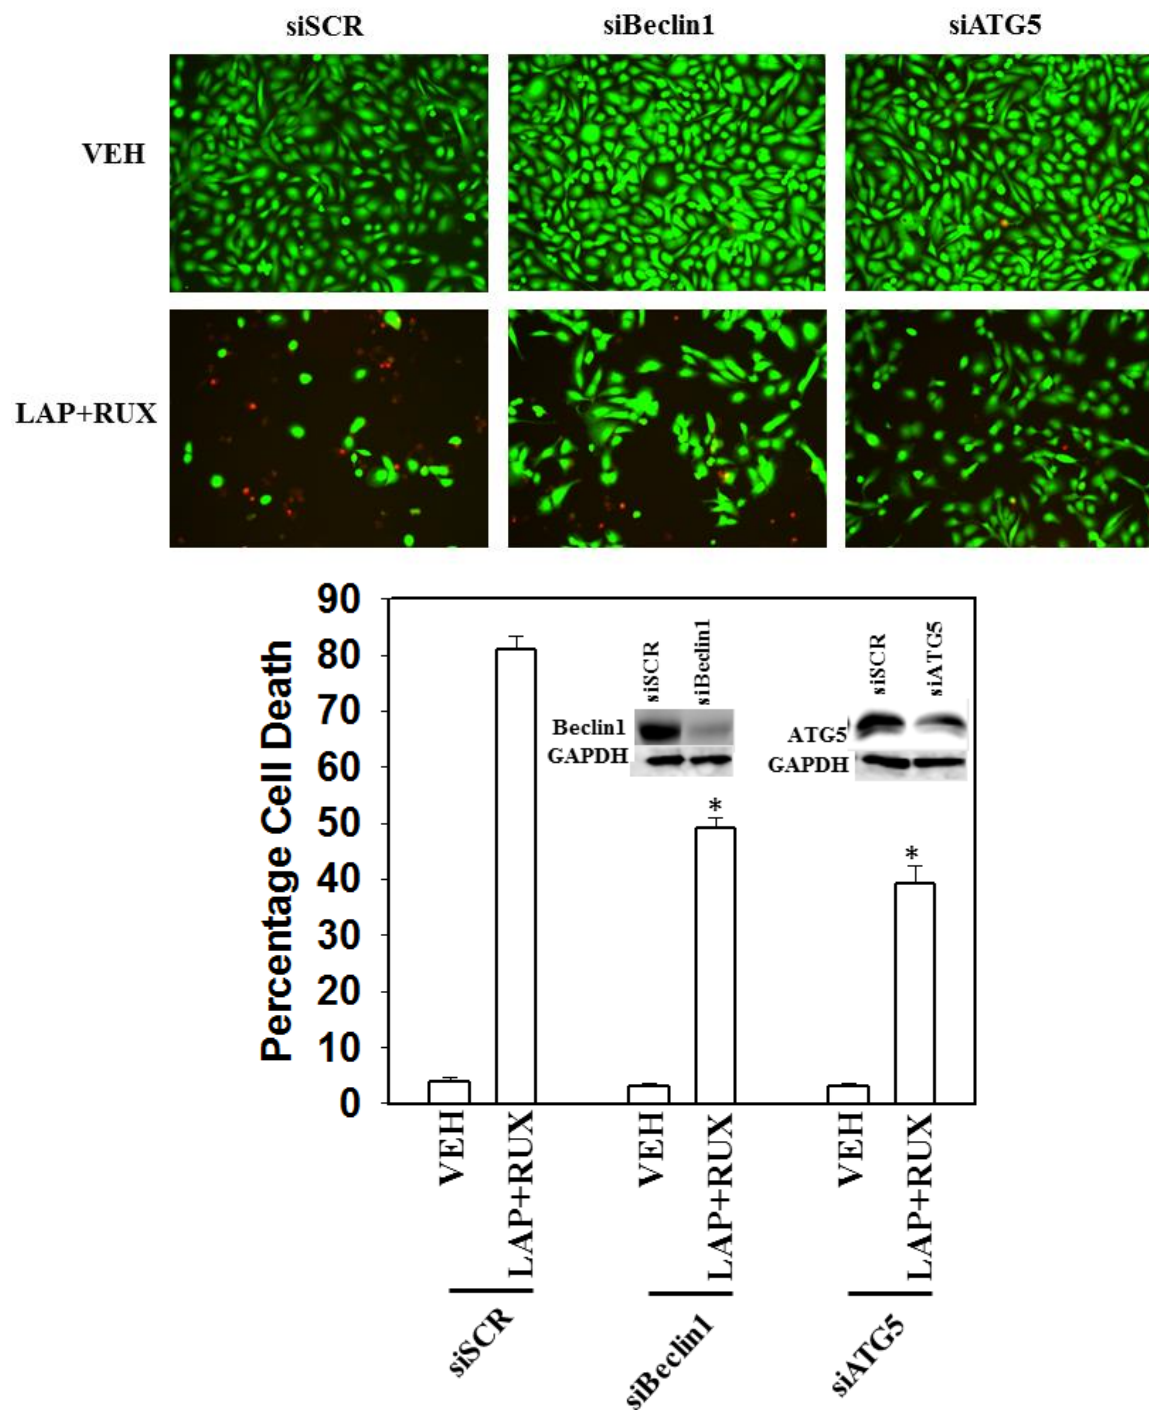 siSCR siBeclin1 siATG5
VEH
LAP+RUX
Percentage Cell Death
90
80
70
60
50
40
30
20
10
0
siSCR siBeclin1
Beclin1
GAPDH
siSCR siATG5
ATG5
GAPDH
*
*
VEH LAP+RUX VEH LAP+RUX VEH LAP+RUX
siSCR siBeclin1 siATG5